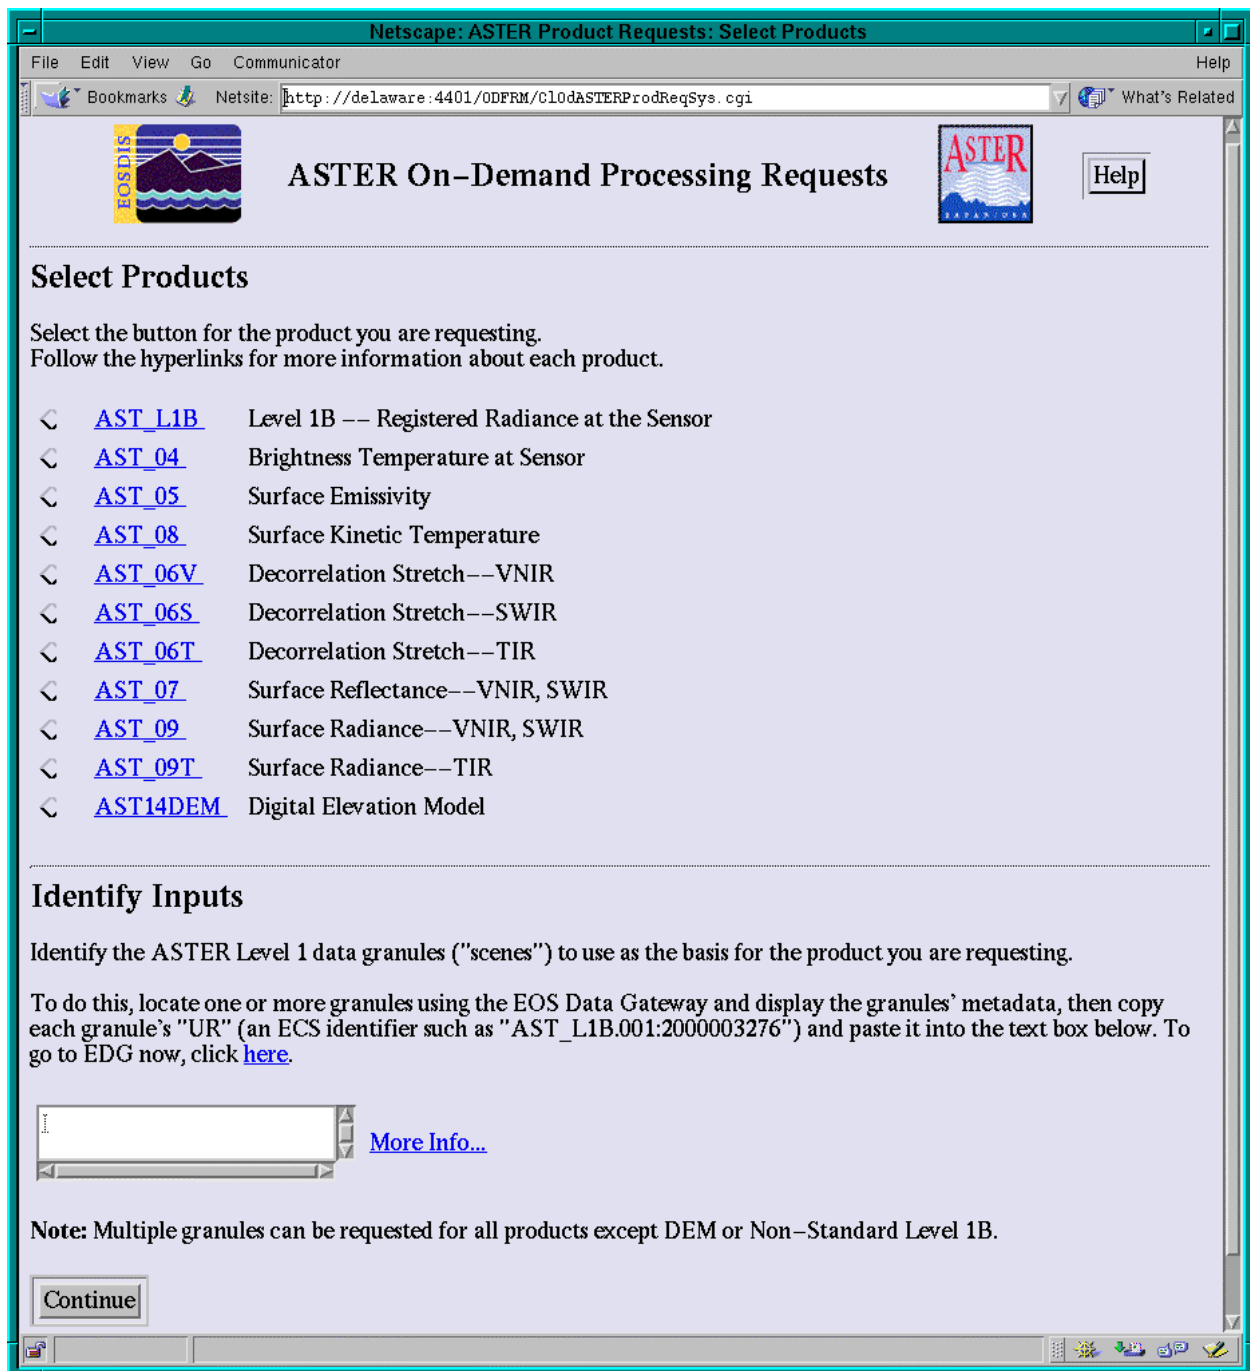 Netscape: ASTER Product Requests: Select Products
File Edit View Go Communicator Help
Bookmarks Netsite: http://delaware:4401/ODFRM/ClOdASTERProdReqSys.cgi What's Related
EOSDIS
ASTER On-Demand Processing Requests
ASTER
Help
Select Products
Select the button for the product you are requesting.
Follow the hyperlinks for more information about each product.
AST_L1B Level 1B -- Registered Radiance at the Sensor
AST_04 Brightness Temperature at Sensor
AST_05 Surface Emissivity
AST_08 Surface Kinetic Temperature
AST_06V Decorrelation Stretch--VNIR
AST_06S Decorrelation Stretch--SWIR
AST_06T Decorrelation Stretch--TIR
AST_07 Surface Reflectance--VNIR, SWIR
AST_09 Surface Radiance--VNIR, SWIR
AST_09T Surface Radiance--TIR
AST14DEM Digital Elevation Model
Identify Inputs
Identify the ASTER Level 1 data granules ("scenes") to use as the basis for the product you are requesting.
To do this, locate one or more granules using the EOS Data Gateway and display the granules' metadata, then copy
each granule's "UR" (an ECS identifier such as "AST_L1B.001:2000003276") and paste it into the text box below. To
go to EDG now, click here.
More Info...
Note: Multiple granules can be requested for all products except DEM or Non-Standard Level 1B.
Continue